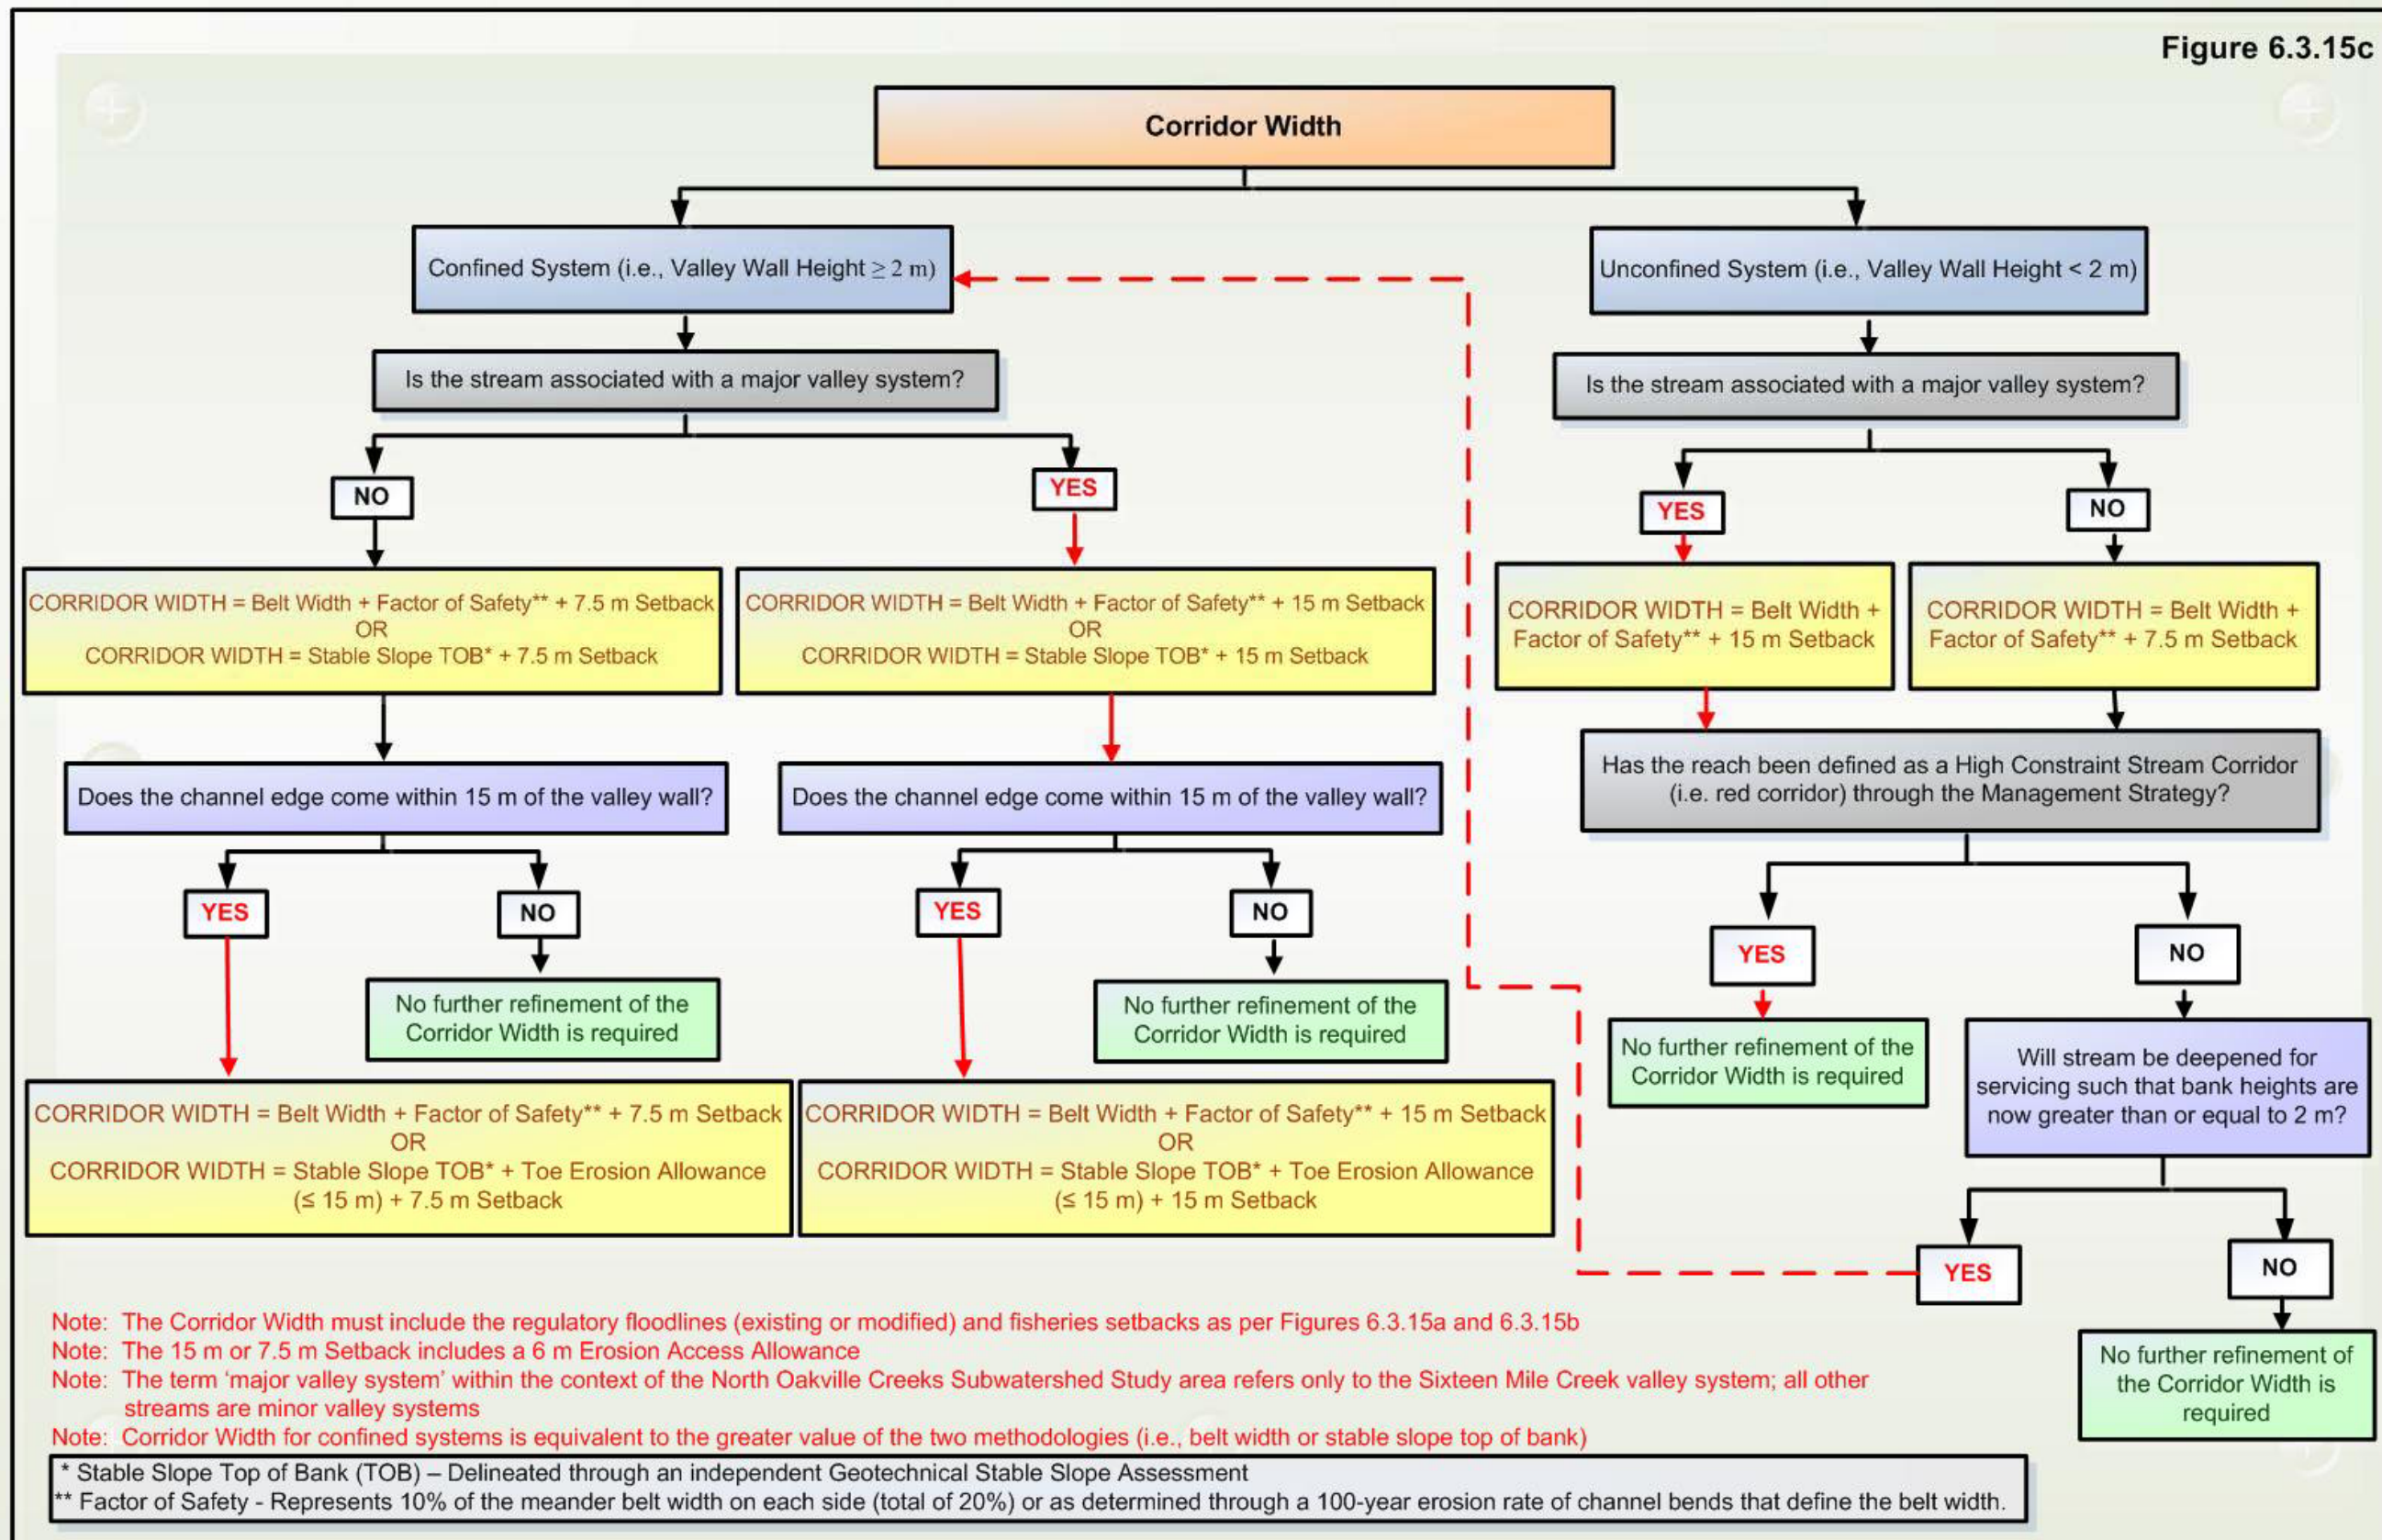 Figure 6.3.15c
Corridor Width
Confined System (i.e., Valley Wall Height ≥ 2 m)
Is the stream associated with a major valley system?
NO
YES
CORRIDOR WIDTH = Belt Width + Factor of Safety** + 7.5 m Setback
OR
CORRIDOR WIDTH = Stable Slope TOB* + 7.5 m Setback
CORRIDOR WIDTH = Belt Width + Factor of Safety** + 15 m Setback
OR
CORRIDOR WIDTH = Stable Slope TOB* + 15 m Setback
Does the channel edge come within 15 m of the valley wall?
Does the channel edge come within 15 m of the valley wall?
YES
NO
YES
NO
No further refinement of the
Corridor Width is required
No further refinement of the
Corridor Width is required
CORRIDOR WIDTH = Belt Width + Factor of Safety** + 7.5 m Setback
OR
CORRIDOR WIDTH = Stable Slope TOB* + Toe Erosion Allowance
(≤ 15 m) + 7.5 m Setback
CORRIDOR WIDTH = Belt Width + Factor of Safety** + 15 m Setback
OR
CORRIDOR WIDTH = Stable Slope TOB* + Toe Erosion Allowance
(≤ 15 m) + 15 m Setback
Unconfined System (i.e., Valley Wall Height < 2 m)
Is the stream associated with a major valley system?
YES
NO
CORRIDOR WIDTH = Belt Width +
Factor of Safety** + 15 m Setback
CORRIDOR WIDTH = Belt Width +
Factor of Safety** + 7.5 m Setback
Has the reach been defined as a High Constraint Stream Corridor
(i.e. red corridor) through the Management Strategy?
YES
NO
No further refinement of the
Corridor Width is required
Will stream be deepened for
servicing such that bank heights are
now greater than or equal to 2 m?
YES
NO
No further refinement of
the Corridor Width is
required
Note: The Corridor Width must include the regulatory floodlines (existing or modified) and fisheries setbacks as per Figures 6.3.15a and 6.3.15b
Note: The 15 m or 7.5 m Setback includes a 6 m Erosion Access Allowance
Note: The term ‘major valley system’ within the context of the North Oakville Creeks Subwatershed Study area refers only to the Sixteen Mile Creek valley system; all other
streams are minor valley systems
Note: Corridor Width for confined systems is equivalent to the greater value of the two methodologies (i.e., belt width or stable slope top of bank)
* Stable Slope Top of Bank (TOB) – Delineated through an independent Geotechnical Stable Slope Assessment
** Factor of Safety - Represents 10% of the meander belt width on each side (total of 20%) or as determined through a 100-year erosion rate of channel bends that define the belt width.